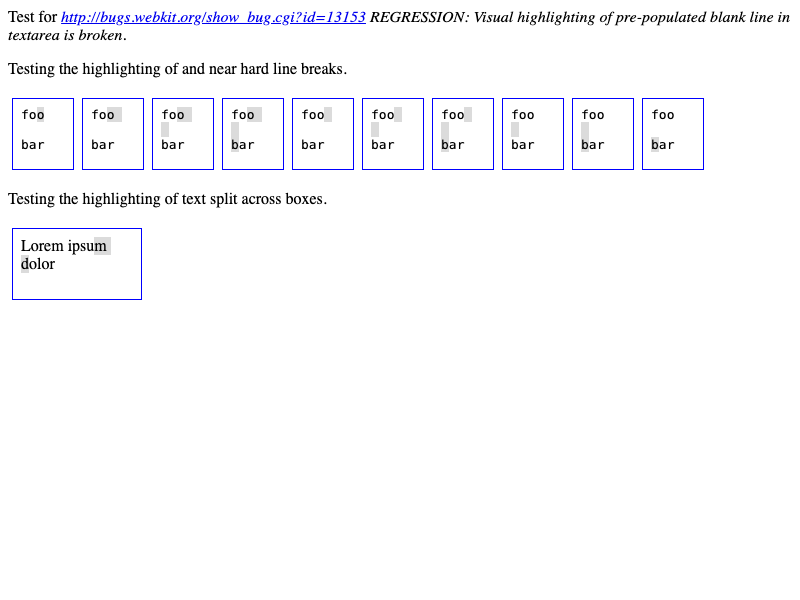 Test for http://bugs.webkit.org/show_bug.cgi?id=13153 REGRESSION: Visual highlighting of pre-populated blank line in
textarea is broken.
Testing the highlighting of and near hard line breaks.
foo foo foo foo foo foo foo foo foo foo
bar bar bar bar bar bar bar bar bar bar
Testing the highlighting of text split across boxes.
Lorem ipsum
dolor